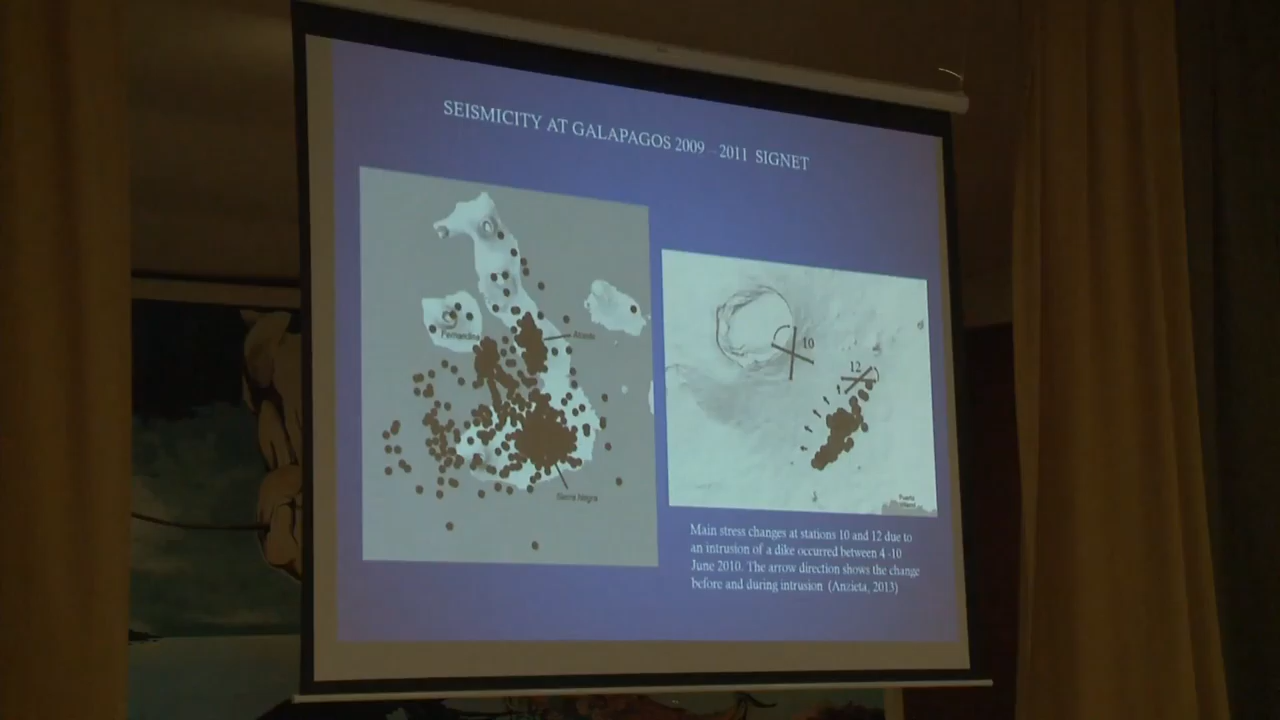 SEISMICITY AT GALAPAGOS 2009 - 2011 SIGNET
Fernandina
Alcedo
Sierra Negra
10
12
Puerto
Main stress changes at stations 10 and 12 due to
an intrusion of a dike occurred between 4-10
June 2010. The arrow direction shows the change
before and during intrusion (Anzieta, 2013)